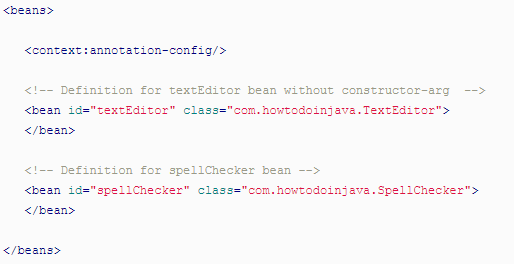 <beans>
<context:annotation-config/>
<!-- Definition for textEditor bean without constructor-arg  -->
<bean id="textEditor" class="com.howtodoinjava.TextEditor">
</bean>
<!-- Definition for spellChecker bean -->
<bean id="spellChecker" class="com.howtodoinjava.SpellChecker">
</bean>
</beans>